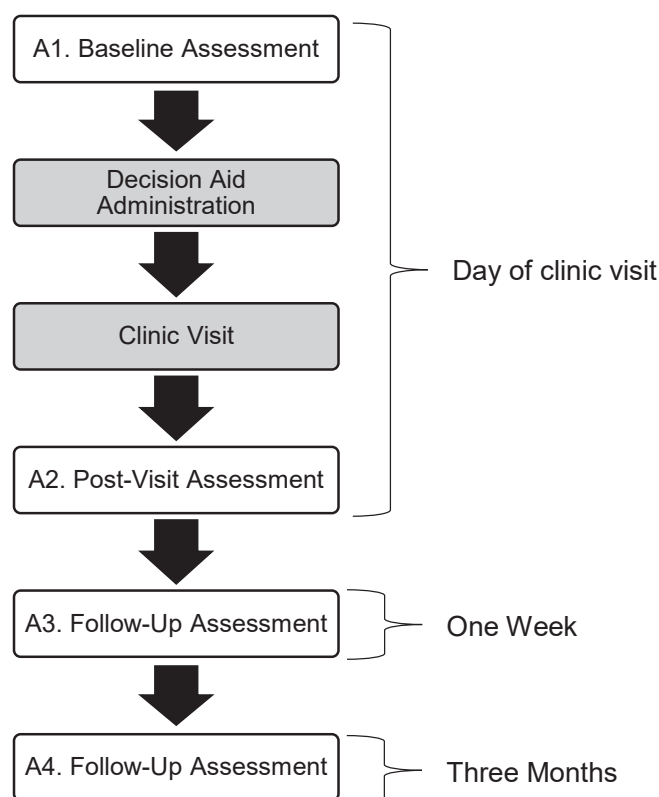 A1. Baseline Assessment
Decision Aid
Administration
Day of clinic visit
Clinic Visit
A2. Post-Visit Assessment
A3. Follow-Up Assessment
One Week
A4. Follow-Up Assessment
Three Months